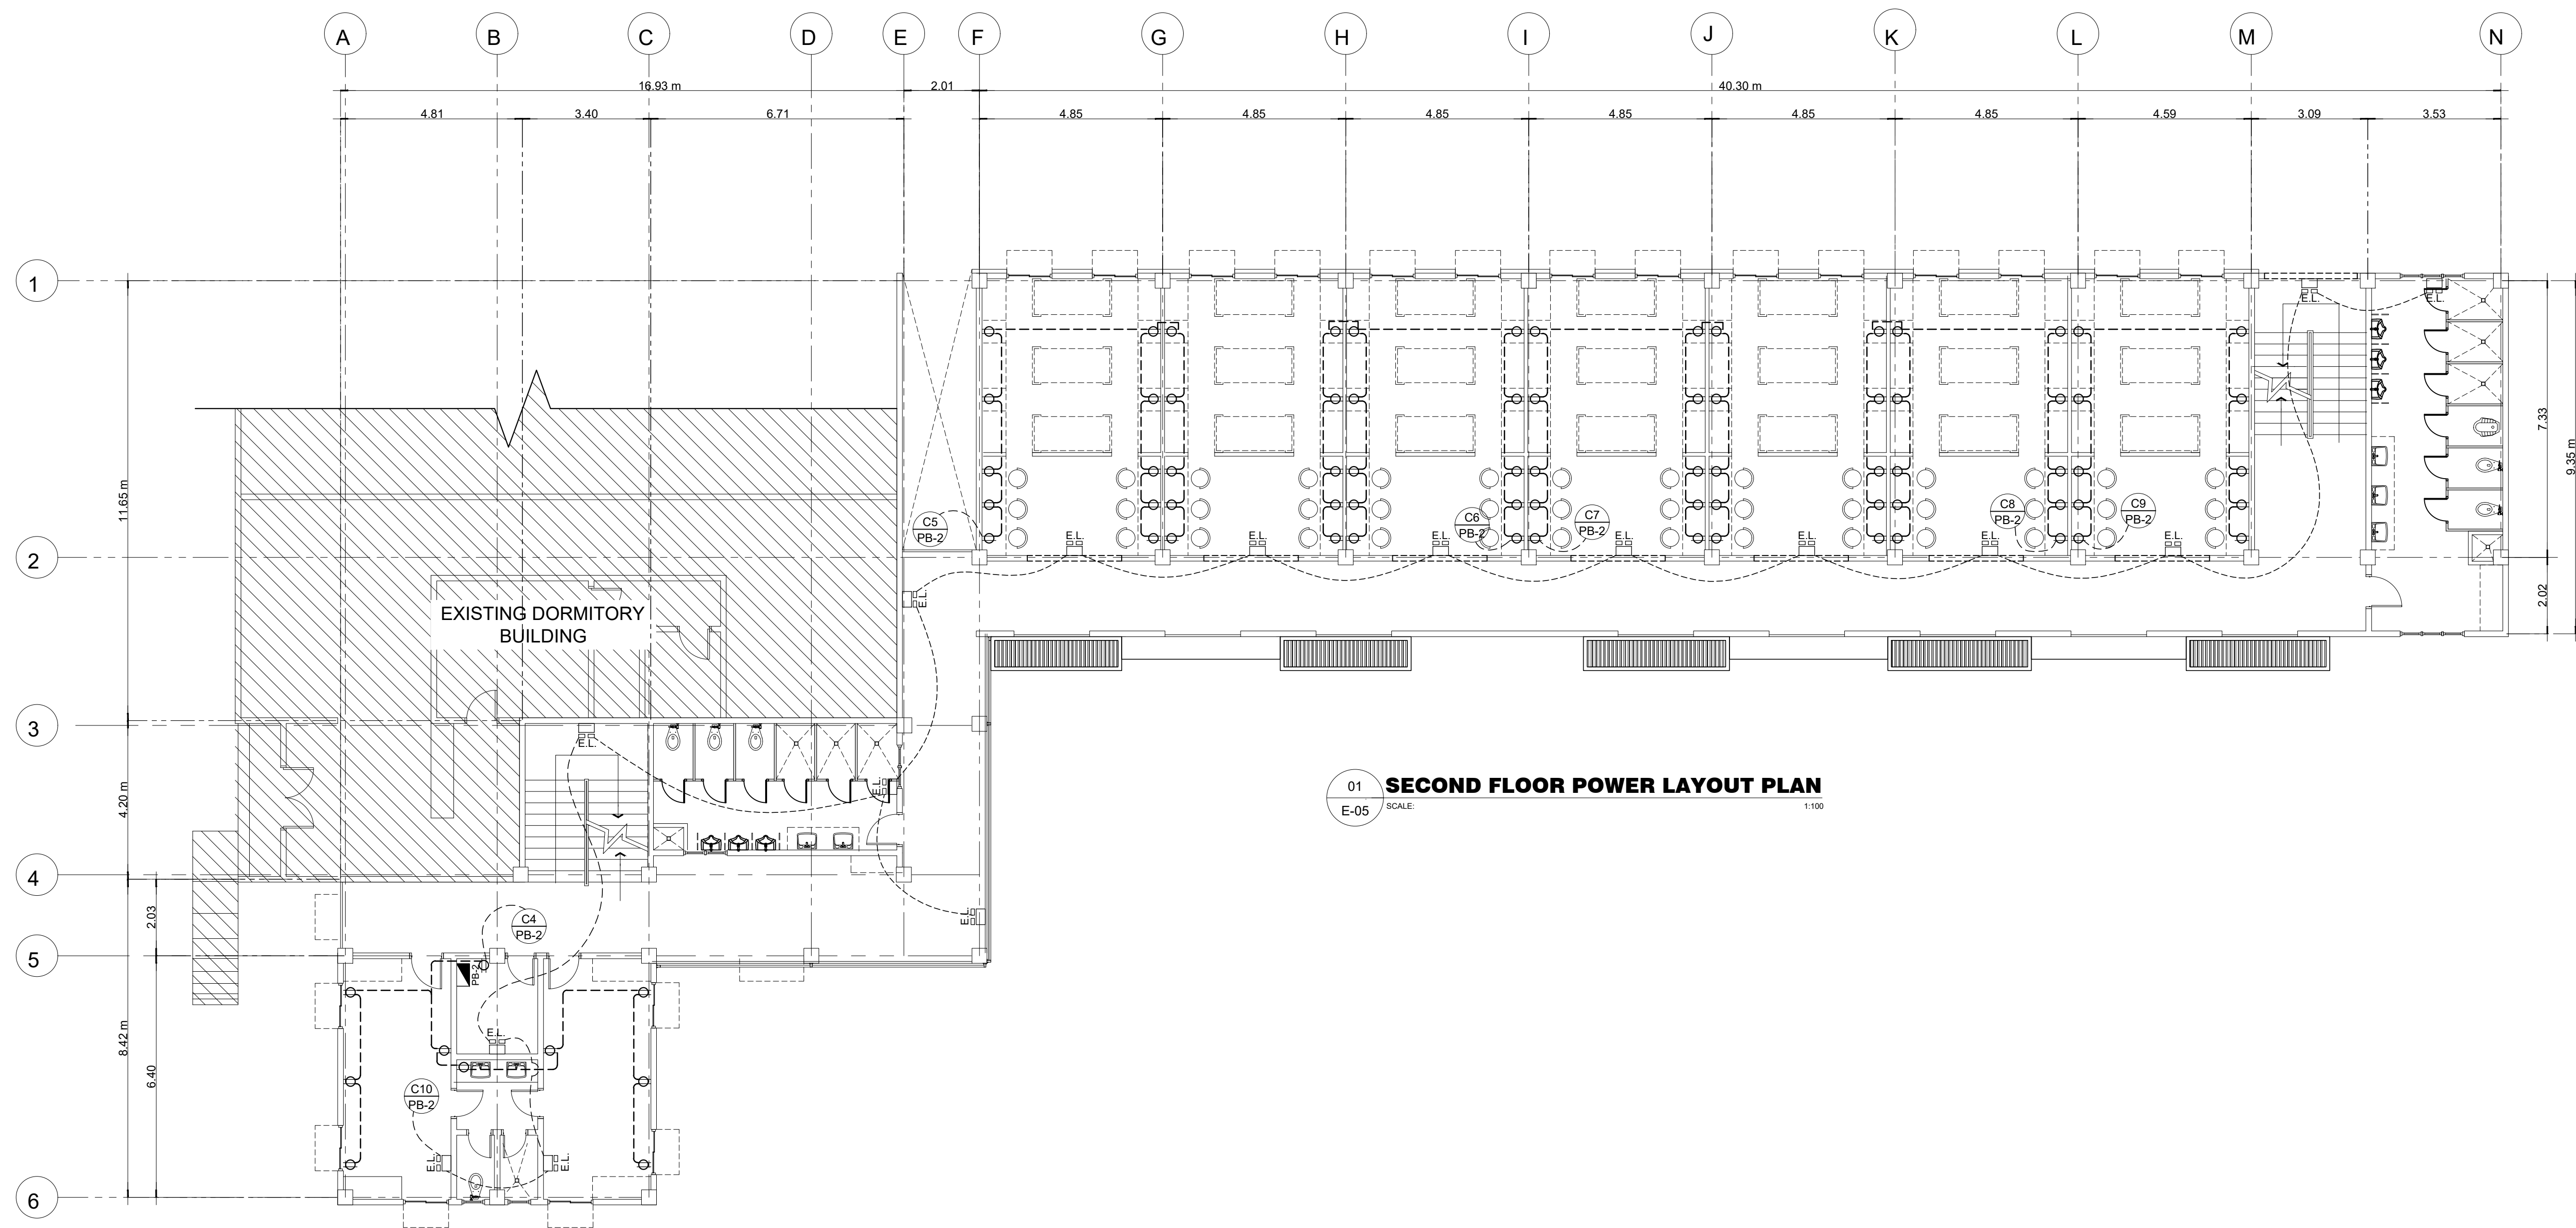 A B C D E F G H I J K L M N
16.93 m 2.01 40.30 m
4.81 3.40 6.71 4.85 4.85 4.85 4.85 4.85 4.85 4.59 3.09 3.53
1
E.L. E.L.
11.65 m
7.33
9.35 m
C5
PB-2
C6
PB-2
C7
PB-2
C8
PB-2
C9
PB-2
E.L. E.L. E.L. E.L. E.L. E.L. E.L.
2
E.L.
2.02
EXISTING DORMITORY
BUILDING
3
E.L.
E.L.
4.20 m
01
E-05
SECOND FLOOR POWER LAYOUT PLAN
SCALE: 1:100
4
2.03
C4
PB-2
E.L.
5
PB-2
8.42 m
E.L.
6.40
C10
PB-2
E.L. E.L.
6